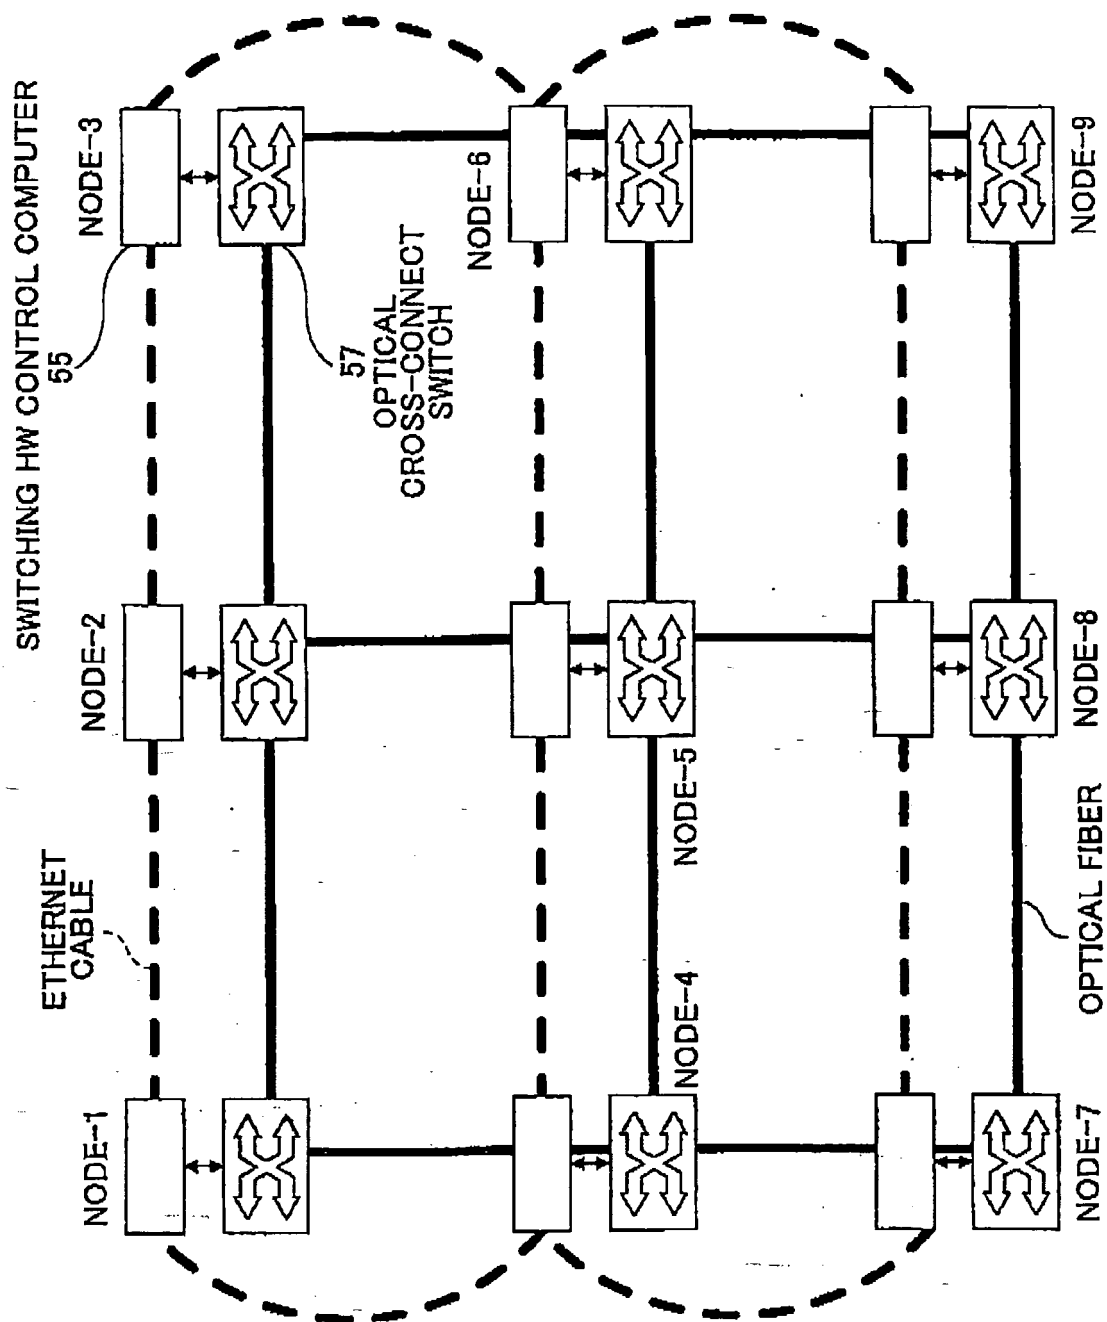 SWITCHING HW CONTROL COMPUTER
55
NODE-1
NODE-2
NODE-3
ETHERNET
CABLE
57
OPTICAL
CROSS-CONNECT
SWITCH
NODE-4
NODE-5
NODE-6
NODE-7
NODE-8
NODE-9
OPTICAL FIBER